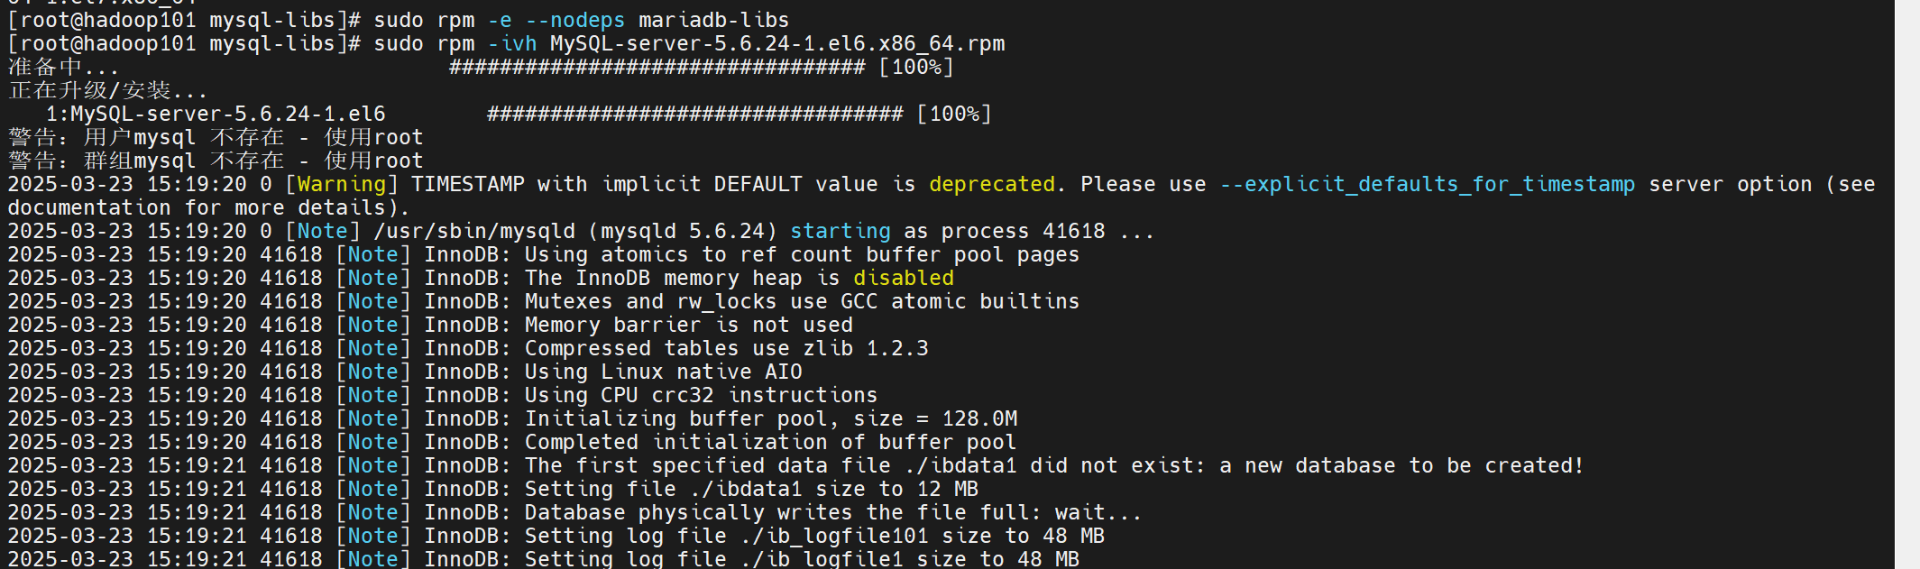 [root@hadoop101 mysql-libs]# sudo rpm -e --nodeps mariadb-libs
[root@hadoop101 mysql-libs]# sudo rpm -ivh MySQL-server-5.6.24-1.el6.x86_64.rpm
准备中...                          ################################# [100%]
正在升级/安装...
   1:MySQL-server-5.6.24-1.el6        ################################# [100%]
警告：用户mysql 不存在 - 使用root
警告：群组mysql 不存在 - 使用root
2025-03-23 15:19:20 0 [Warning] TIMESTAMP with implicit DEFAULT value is deprecated. Please use --explicit_defaults_for_timestamp server option (see
documentation for more details).
2025-03-23 15:19:20 0 [Note] /usr/sbin/mysqld (mysqld 5.6.24) starting as process 41618 ...
2025-03-23 15:19:20 41618 [Note] InnoDB: Using atomics to ref count buffer pool pages
2025-03-23 15:19:20 41618 [Note] InnoDB: The InnoDB memory heap is disabled
2025-03-23 15:19:20 41618 [Note] InnoDB: Mutexes and rw_locks use GCC atomic builtins
2025-03-23 15:19:20 41618 [Note] InnoDB: Memory barrier is not used
2025-03-23 15:19:20 41618 [Note] InnoDB: Compressed tables use zlib 1.2.3
2025-03-23 15:19:20 41618 [Note] InnoDB: Using Linux native AIO
2025-03-23 15:19:20 41618 [Note] InnoDB: Using CPU crc32 instructions
2025-03-23 15:19:20 41618 [Note] InnoDB: Initializing buffer pool, size = 128.0M
2025-03-23 15:19:20 41618 [Note] InnoDB: Completed initialization of buffer pool
2025-03-23 15:19:21 41618 [Note] InnoDB: The first specified data file ./ibdata1 did not exist: a new database to be created!
2025-03-23 15:19:21 41618 [Note] InnoDB: Setting file ./ibdata1 size to 12 MB
2025-03-23 15:19:21 41618 [Note] InnoDB: Database physically writes the file full: wait...
2025-03-23 15:19:21 41618 [Note] InnoDB: Setting log file ./ib_logfile101 size to 48 MB
2025-03-23 15:19:21 41618 [Note] InnoDB: Setting log file ./ib_logfile1 size to 48 MB